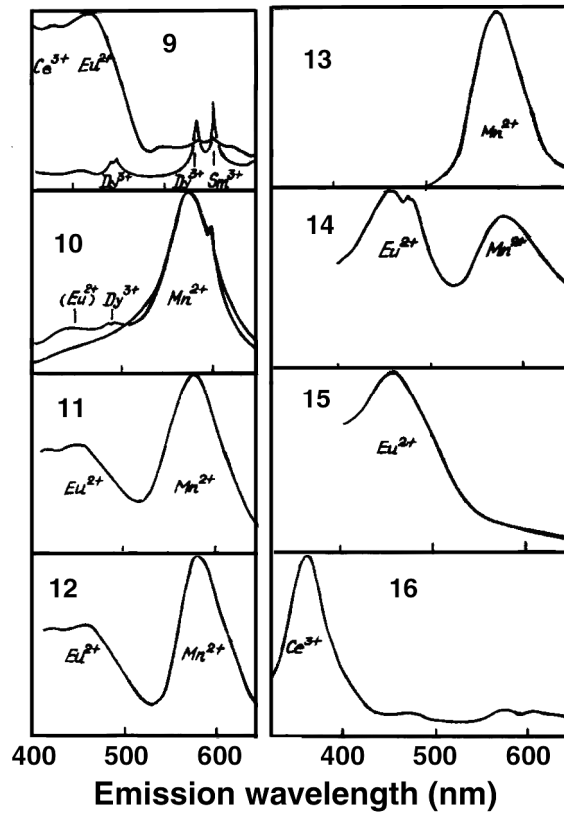 9
Ce³⁺ Eu²⁺
Dy³⁺ Dy³⁺ Sm³⁺
10
(Eu)²⁺ Dy³⁺
Mn²⁺
11
Eu²⁺ Mn²⁺
12
Eu²⁺ Mn²⁺
400 500 600
13
Mn²⁺
14
Eu²⁺ Mn²⁺
15
Eu²⁺
16
Ce³⁺
400 500 600
Emission wavelength (nm)